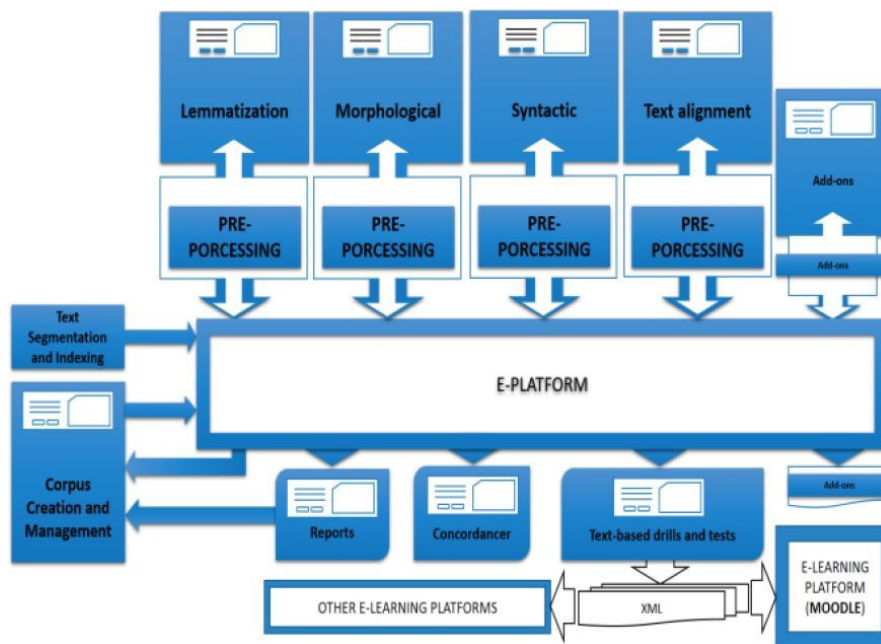 Lemmatization
Morphological
Syntactic
Text alignment
Add-ons
PRE-
PORCESSING
PRE-
PORCESSING
PRE-
PORCESSING
PRE-
PORCESSING
Add-ons
Text
Segmentation
and Indexing
E-PLATFORM
Corpus
Creation and
Management
Reports
Concordancer
Text-based drills and tests
Add-ons
OTHER E-LEARNING PLATFORMS
XML
E-LEARNING
PLATFORM
(MOODLE)